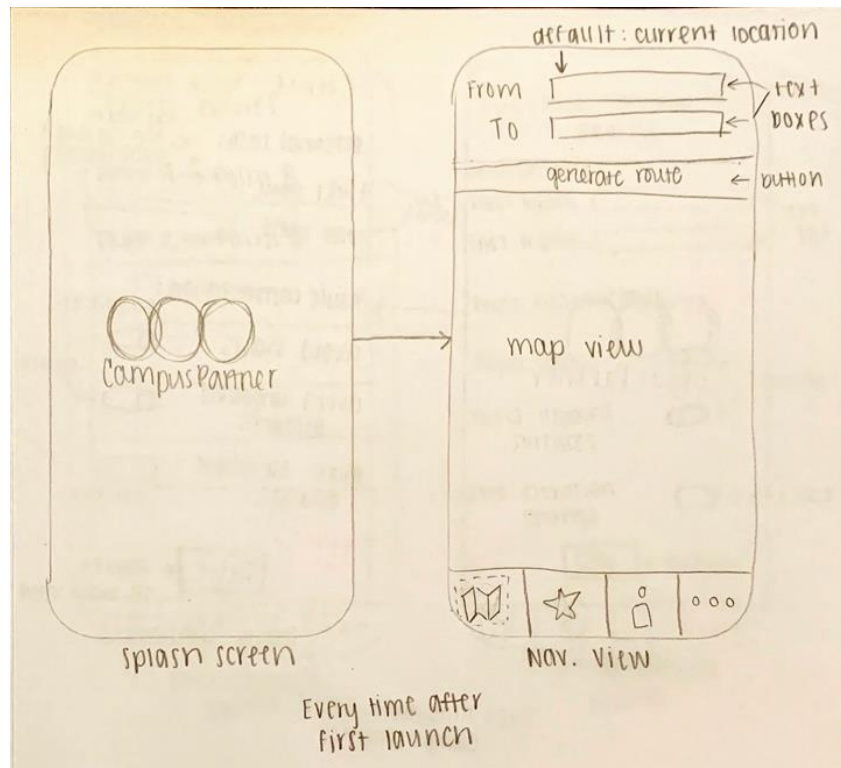 defallt: current location
From
text
To
boxes
generate route
button
CampusPartner
map view
splash screen
Nav. View
Every time after
first launch